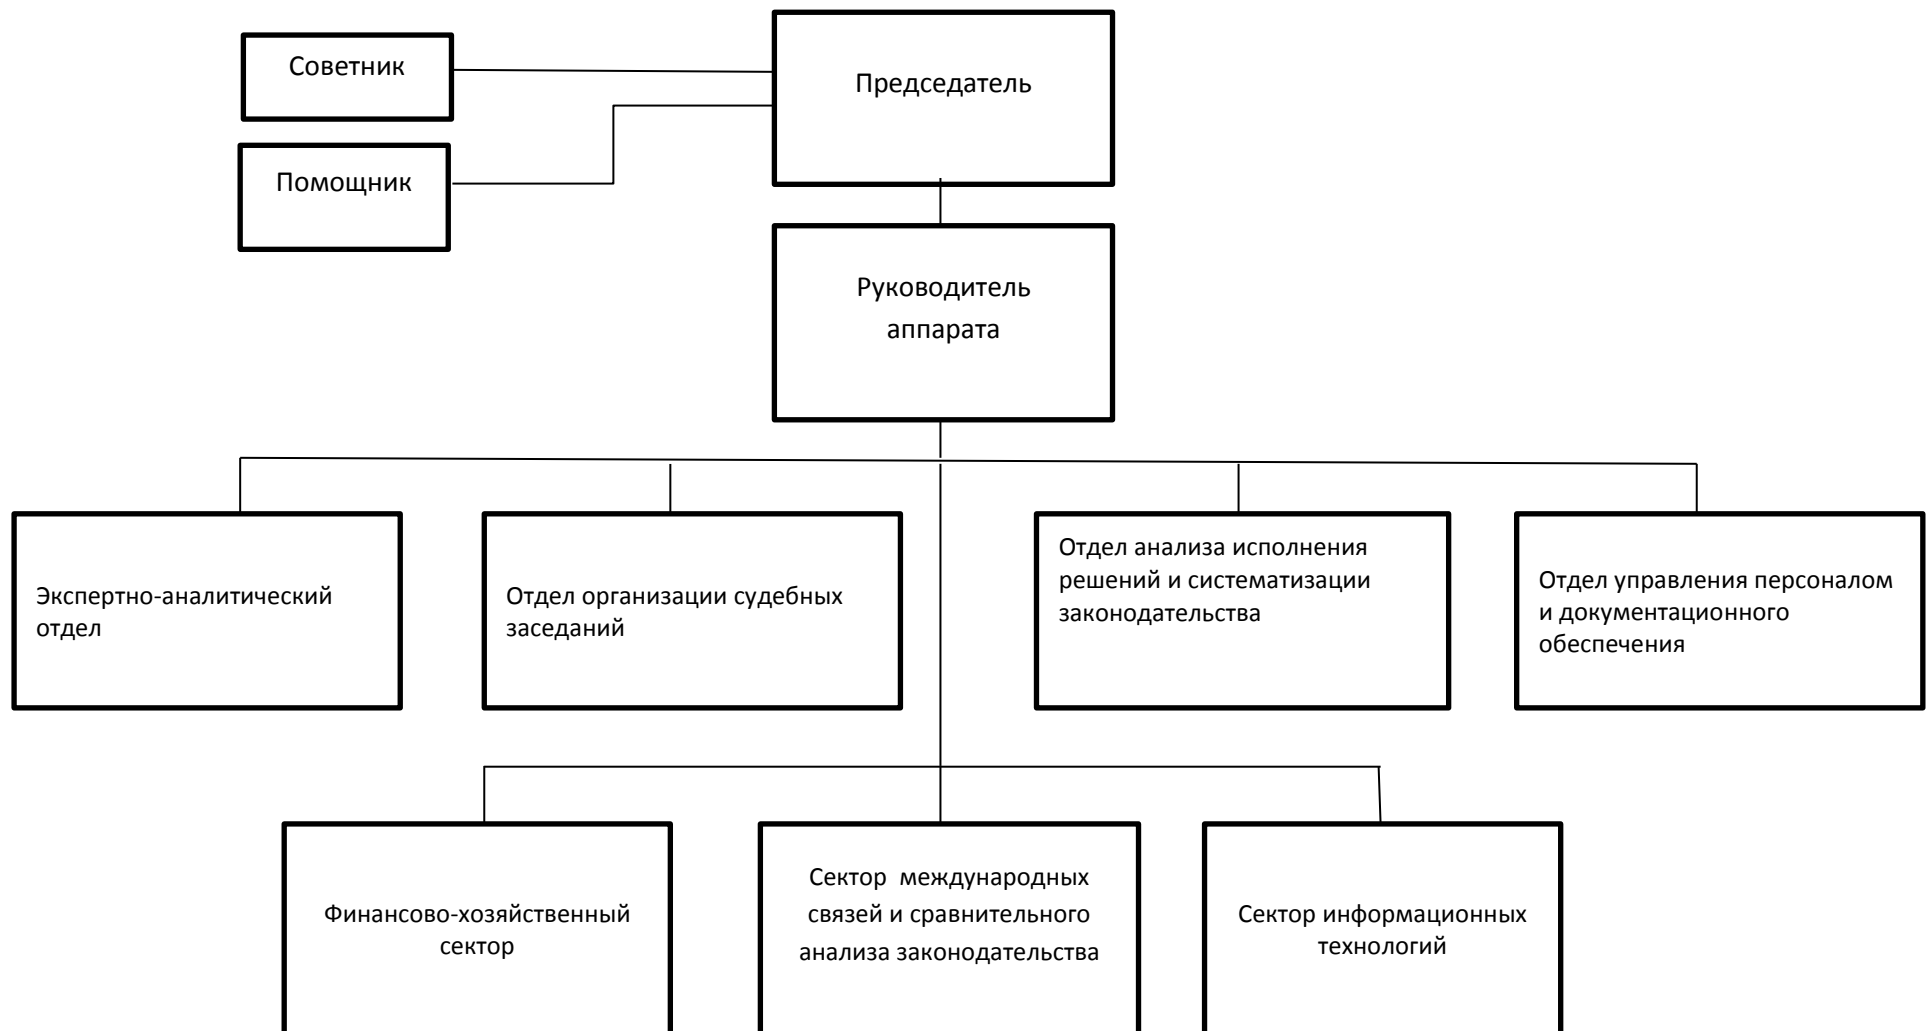 Советник
Председатель
Помощник
Руководитель
аппарата
Экспертно-аналитический
отдел
Отдел организации судебных
заседаний
Отдел анализа исполнения
решений и систематизации
законодательства
Отдел управления персоналом
и документационного
обеспечения
Финансово-хозяйственный
сектор
Сектор международных
связей и сравнительного
анализа законодательства
Сектор информационных
технологий